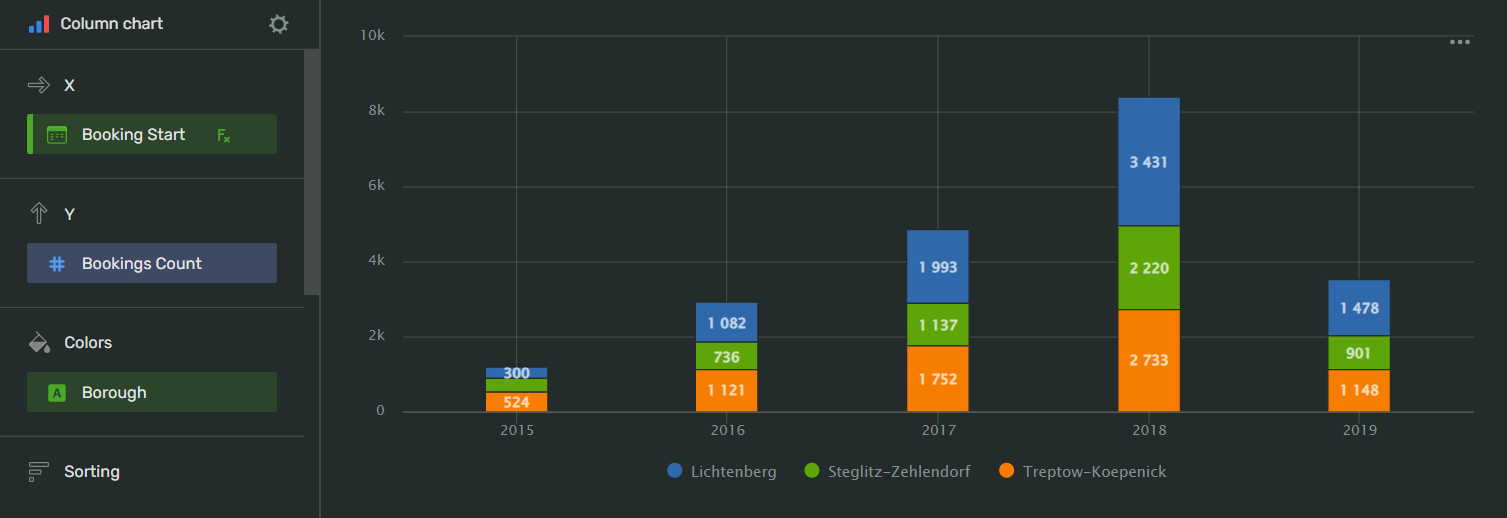 Column chart
X
Booking Start Fx
Y
# Bookings Count
Colors
A Borough
Sorting
10k
8k
6k
4k
2k
0
300
524
1 082
736
1 121
1 993
1 137
1 752
3 431
2 220
2 733
1 478
901
1 148
2015 2016 2017 2018 2019
Lichtenberg Steglitz-Zehlendorf Treptow-Koepenick